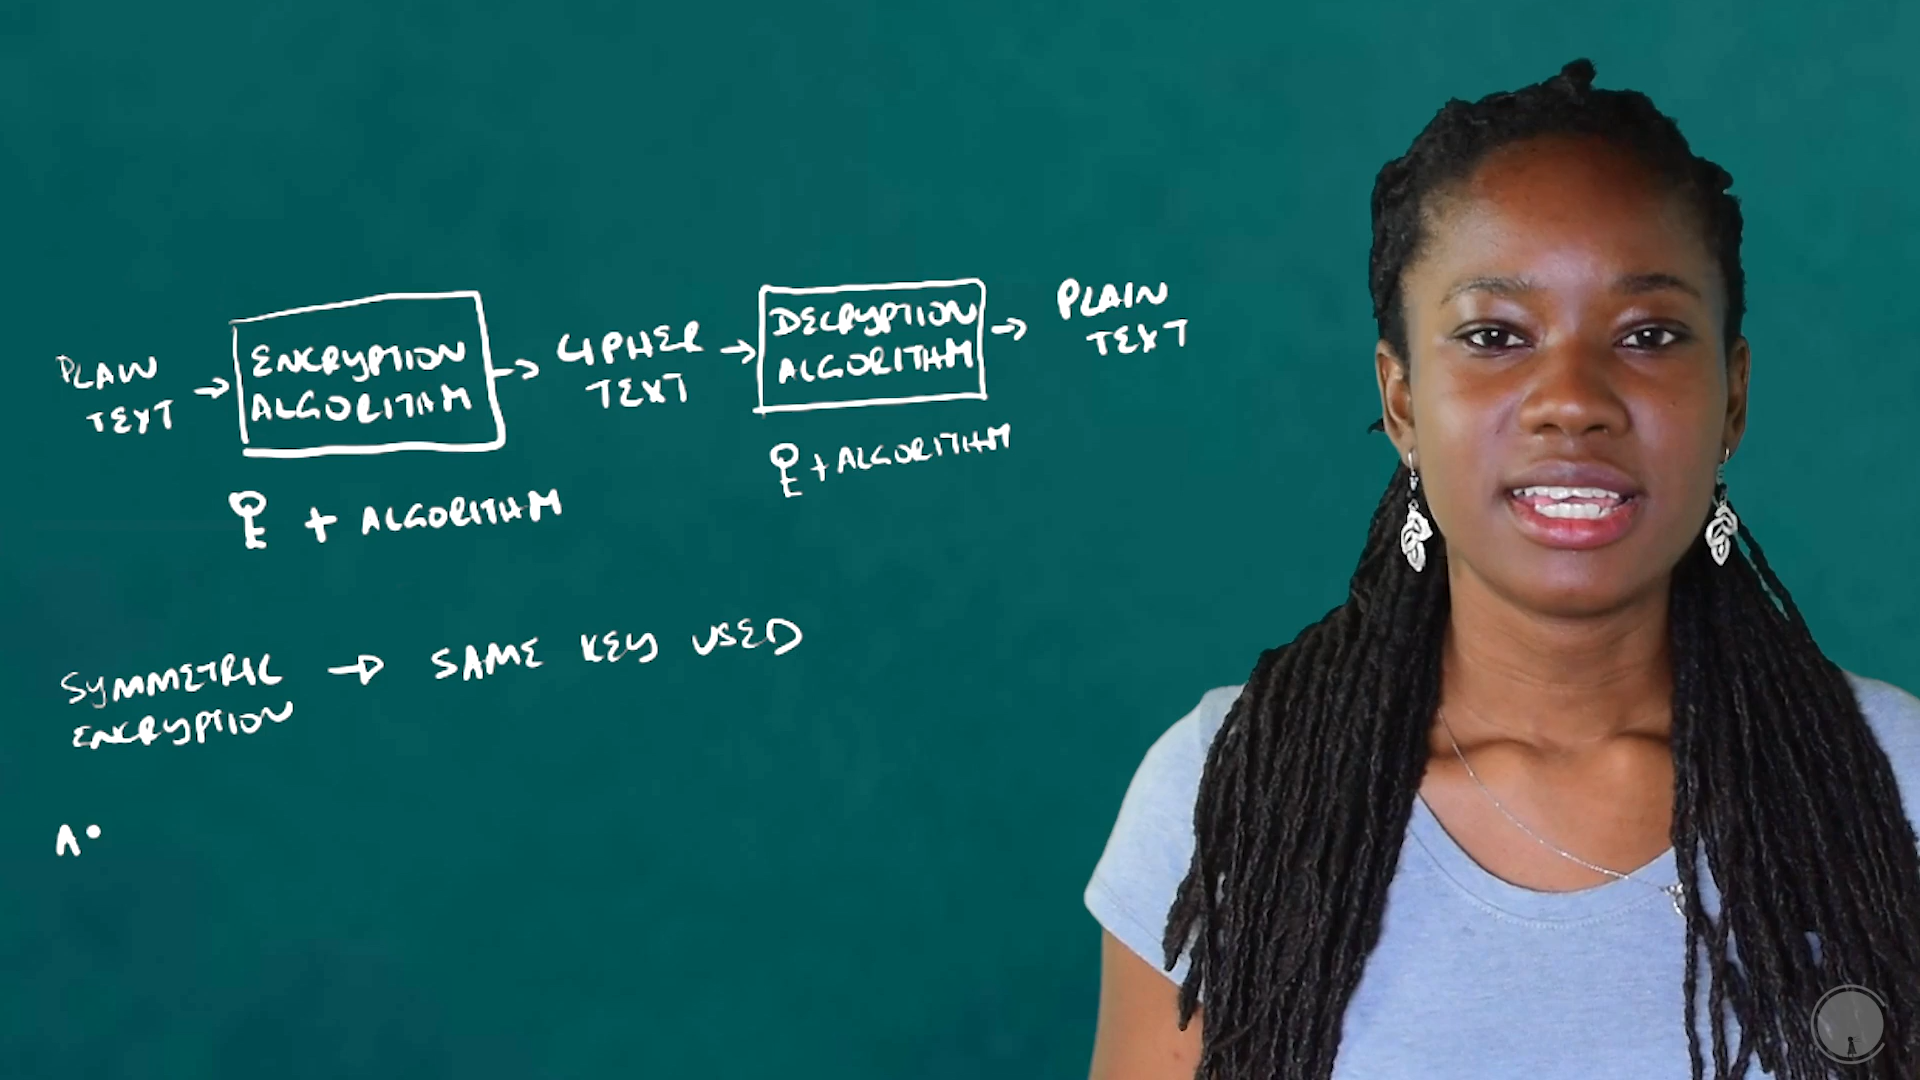 PLAIN
TEXT
ENCRYPTION
ALGORITHM
CIPHER
TEXT
DECRYPTION
ALGORITHM
PLAIN
TEXT
+ ALGORITHM
+ ALGORITHM
SYMMETRIC
ENCRYPTION
→ SAME KEY USED
A